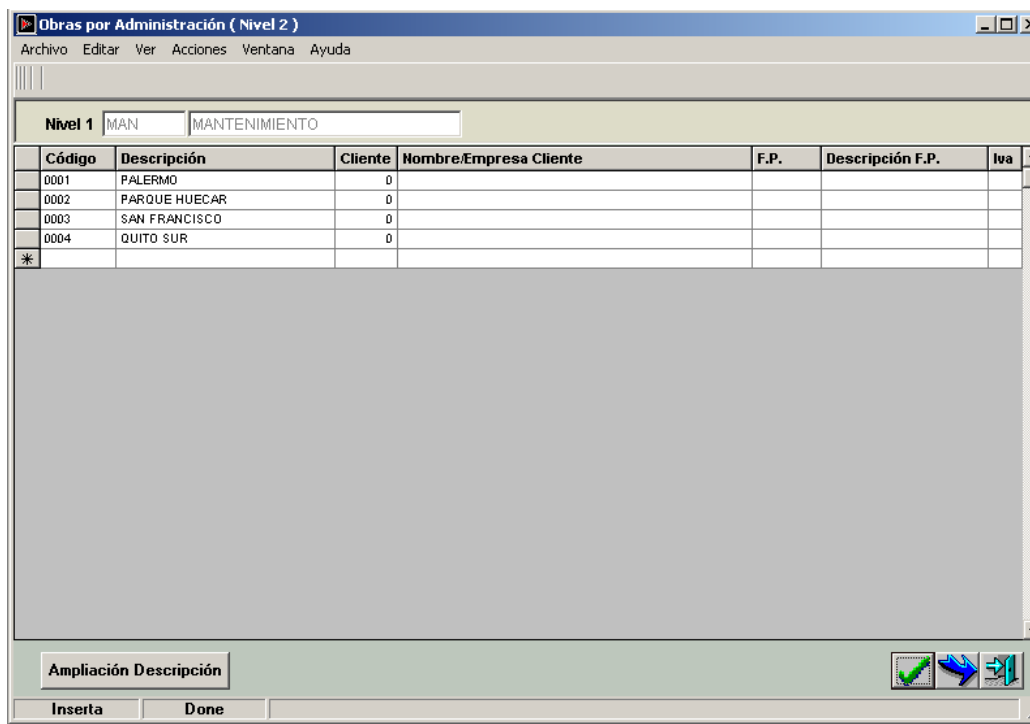 Obras por Administración ( Nivel 2 )
Archivo Editar Ver Acciones Ventana Ayuda
Nivel 1 MAN MANTENIMIENTO
Código Descripción Cliente Nombre/Empresa Cliente F.P. Descripción F.P. Iva
0001 PALERMO 0
0002 PARQUE HUECAR 0
0003 SAN FRANCISCO 0
0004 QUITO SUR 0
Ampliación Descripción
Inserta Done